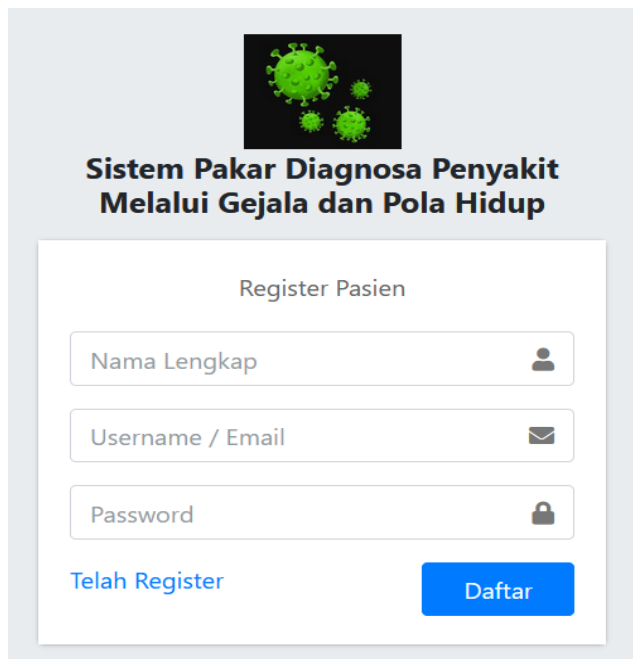 Sistem Pakar Diagnosa Penyakit
Melalui Gejala dan Pola Hidup
Register Pasien
Nama Lengkap
Username / Email
Password
Telah Register
Daftar